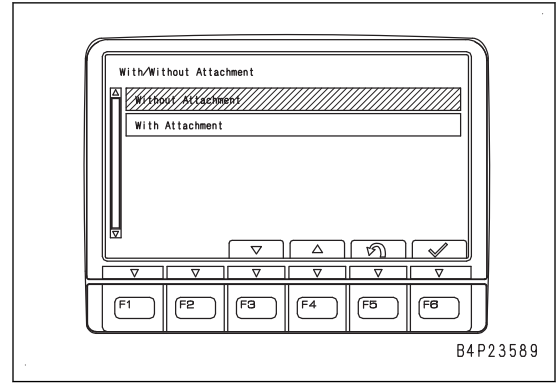 With/Without Attachment
Without Attachment
With Attachment
F1 F2 F3 F4 F5 F6
B4P23589